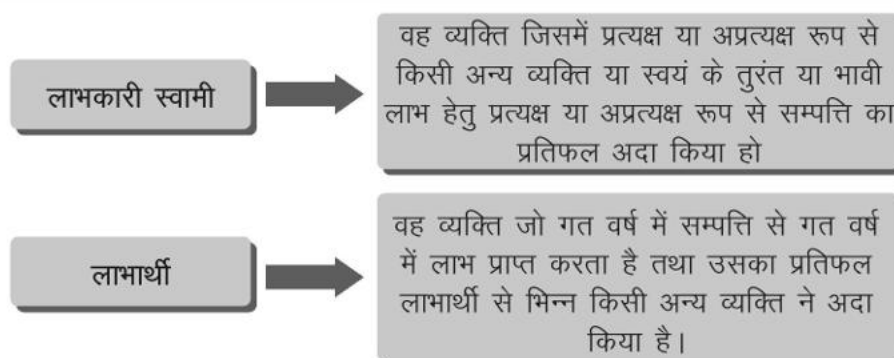 लाभकारी स्वामी
वह व्यक्ति जिसमें प्रत्यक्ष या अप्रत्यक्ष रूप से
किसी अन्य व्यक्ति या स्वयं के तुरंत या भावी
लाभ हेतु प्रत्यक्ष या अप्रत्यक्ष रूप से सम्पत्ति का
प्रतिफल अदा किया हो
लाभार्थी
वह व्यक्ति जो गत वर्ष में सम्पत्ति से गत वर्ष
में लाभ प्राप्त करता है तथा उसका प्रतिफल
लाभार्थी से भिन्न किसी अन्य व्यक्ति ने अदा
किया है।